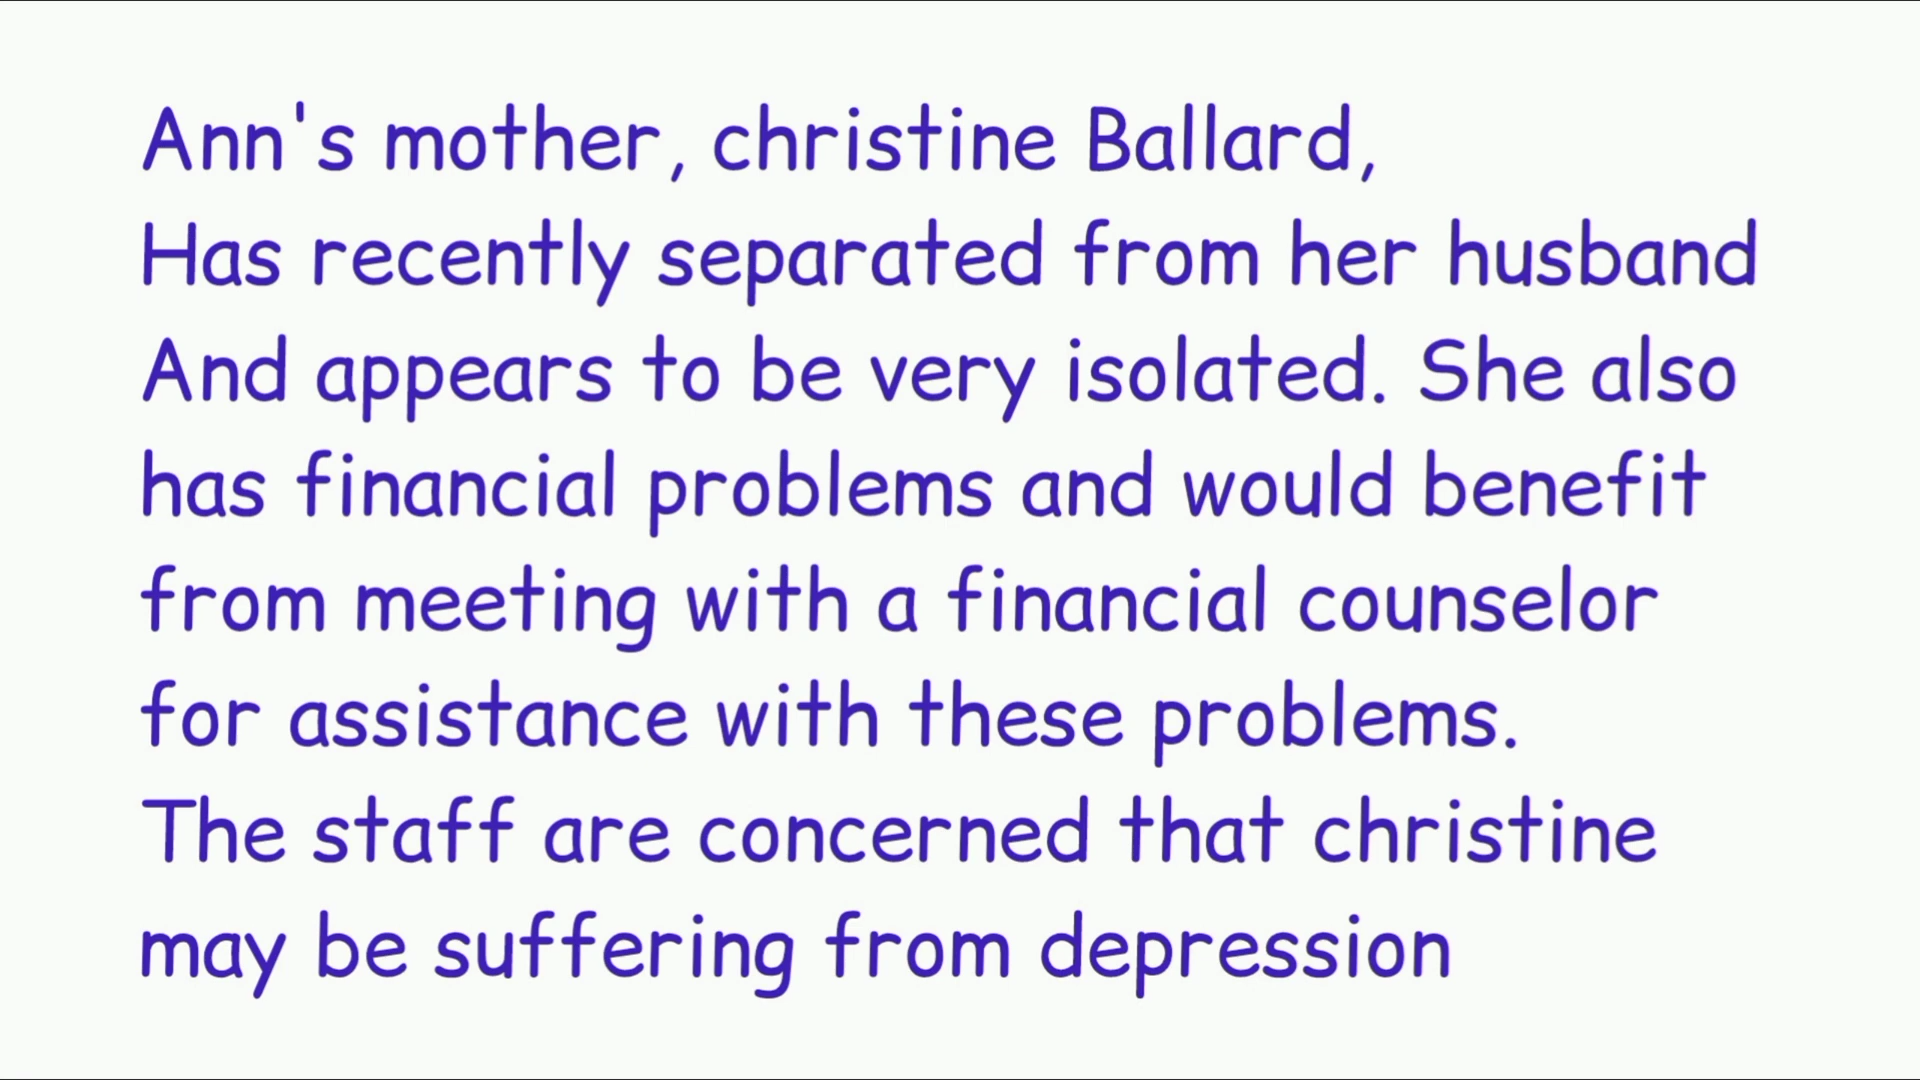 Ann's mother, christine Ballard,
Has recently separated from her husband
And appears to be very isolated. She also
has financial problems and would benefit
from meeting with a financial counselor
for assistance with these problems.
The staff are concerned that christine
may be suffering from depression